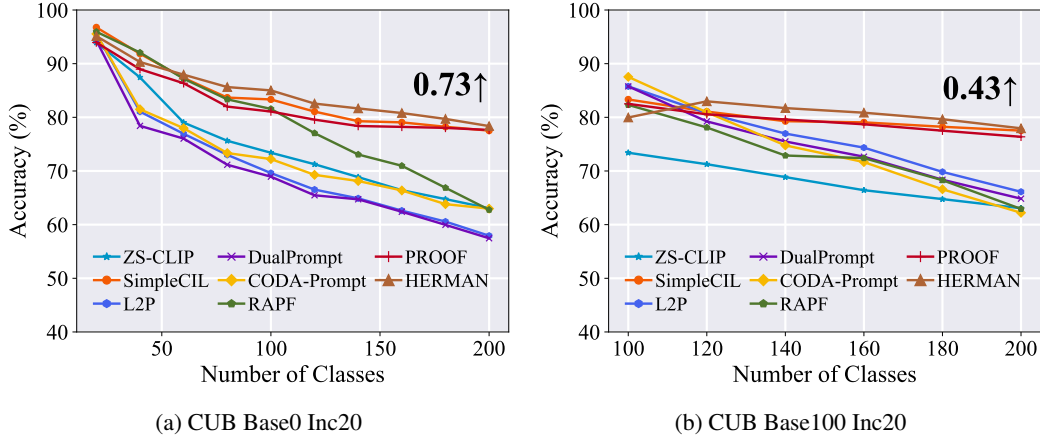 100
90
80
70
60
50
40
Accuracy (%)
0.73↑
ZS-CLIP
SimpleCIL
L2P
DualPrompt
CODA-Prompt
RAPF
PROOF
HERMAN
50 100 150 200
Number of Classes
(a) CUB Base0 Inc20
100
90
80
70
60
50
40
Accuracy (%)
0.43↑
ZS-CLIP
SimpleCIL
L2P
DualPrompt
CODA-Prompt
RAPF
PROOF
HERMAN
100 120 140 160 180 200
Number of Classes
(b) CUB Base100 Inc20